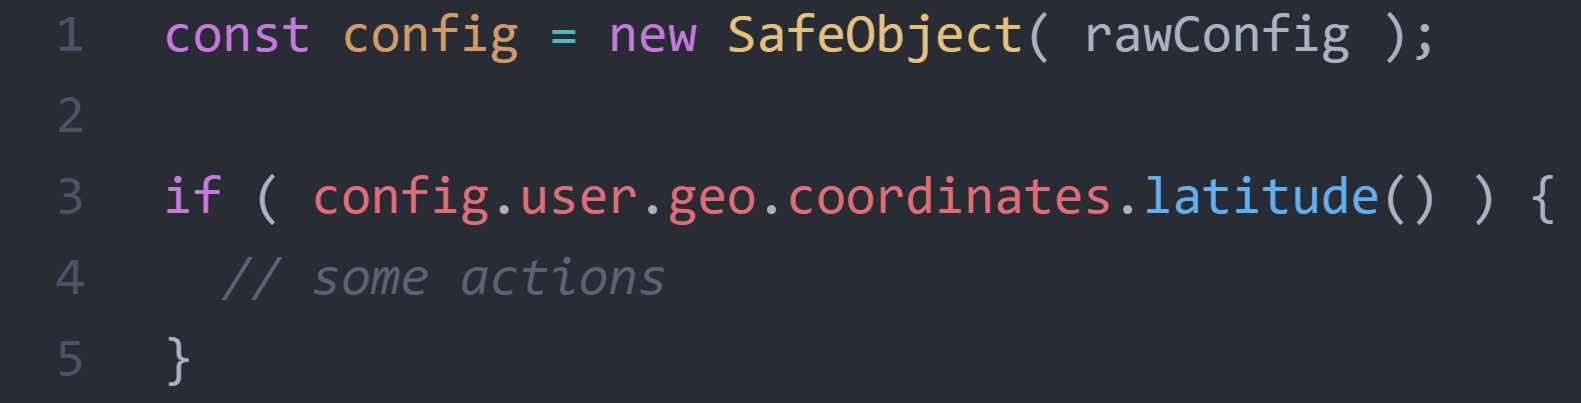 1 const config = new SafeObject( rawConfig );
2
3 if ( config.user.geo.coordinates.latitude() ) {
4 // some actions
5 }